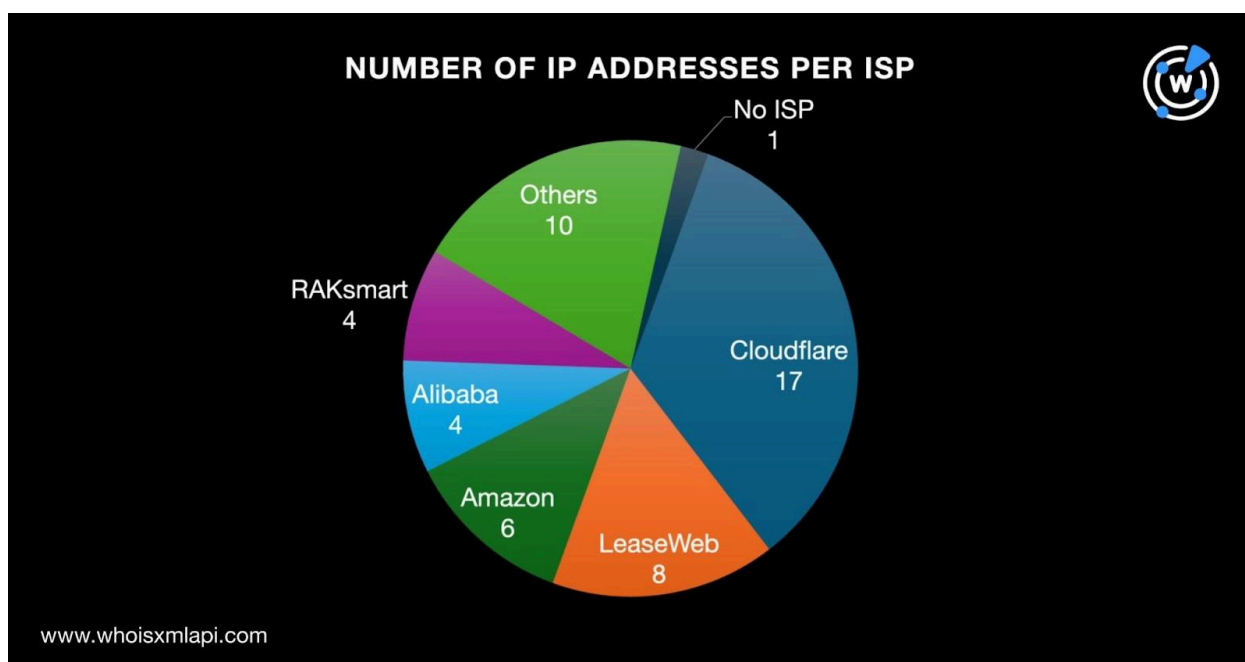 NUMBER OF IP ADDRESSES PER ISP
W
No ISP
1
Others
10
RAKsmart
4
Cloudflare
17
Alibaba
4
Amazon
6
LeaseWeb
8
www.whoisxmlapi.com